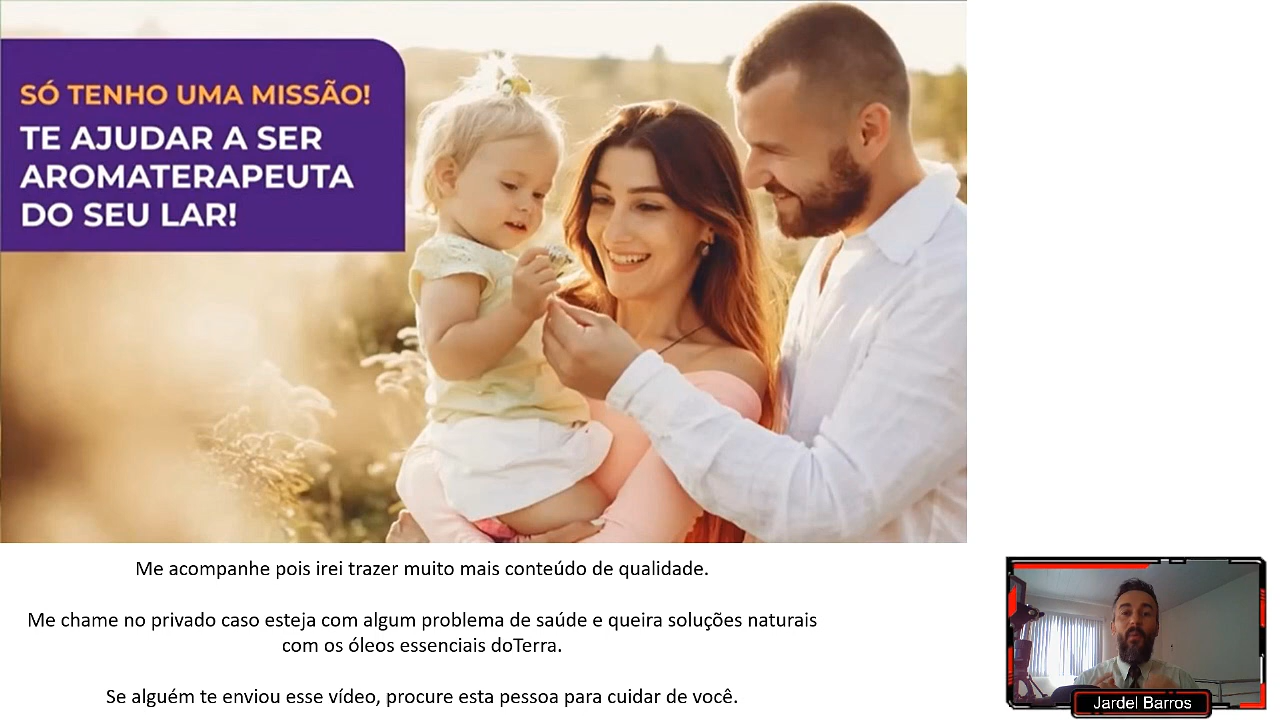 SÓ TENHO UMA MISSÃO!
TE AJUDAR A SER
AROMATERAPEUTA
DO SEU LAR!
Me acompanhe pois irei trazer muito mais conteúdo de qualidade.
Me chame no privado caso esteja com algum problema de saúde e queira soluções naturais
com os óleos essenciais doTerra.
Se alguém te enviou esse vídeo, procure esta pessoa para cuidar de você.
Jardel Barros